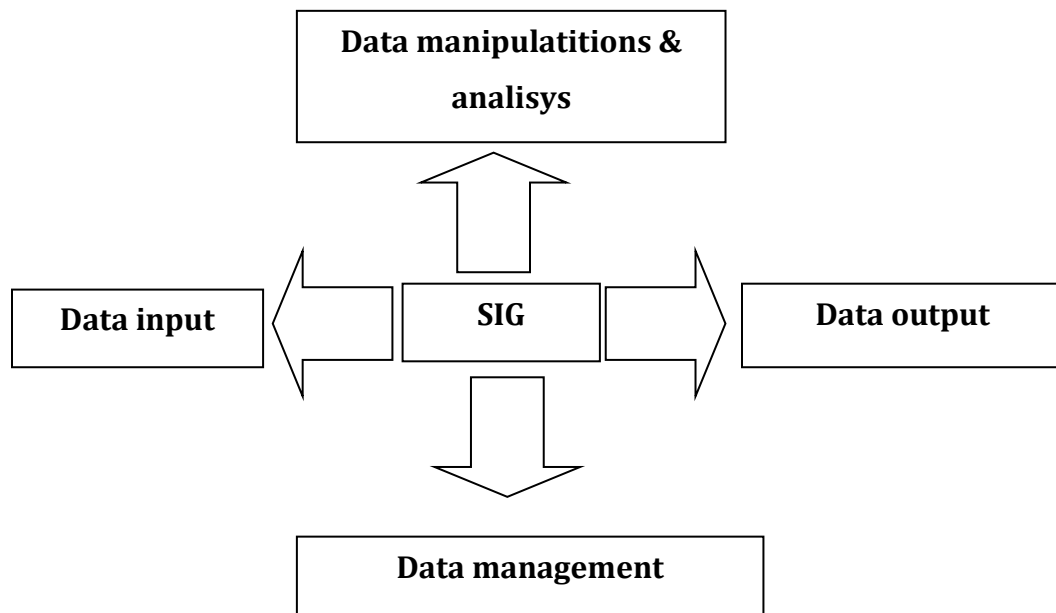 Data manipulatitions &
analisys
Data input
SIG
Data output
Data management